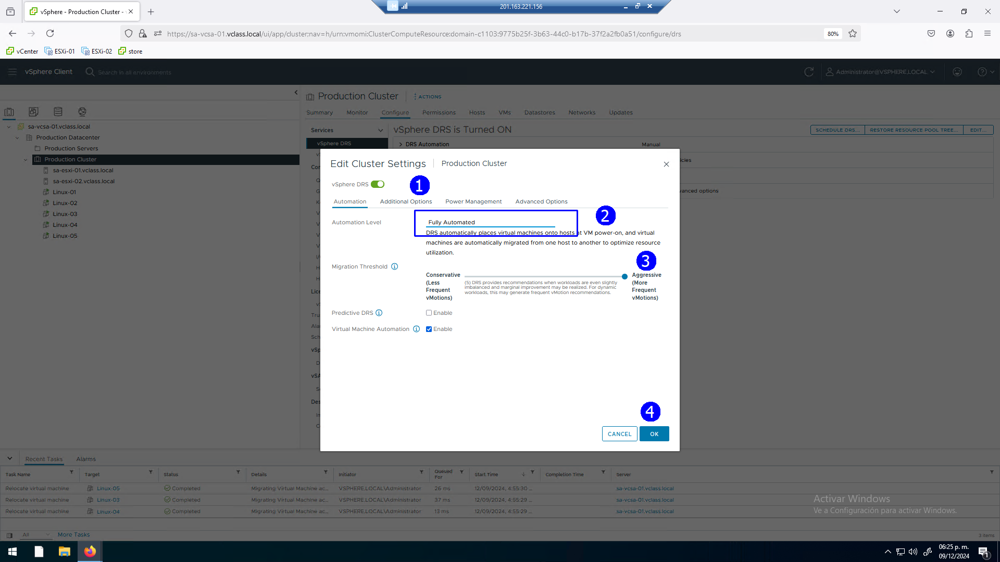 vSphere - Production Cluster -
201.163.221.156
https://sa-vcsa-01.vclass.local/ui/app/cluster;nav=h/urn:vmomi:ClusterComputeResource:domain-c1103:9775b25f-3b63-44c0-b17b-37f2a2fb0a51/configure/drs
80%
vCenter
ESXi-01
ESXi-02
store
vSphere Client
Search in all environments
Administrator@VSPHERE.LOCAL
Production Cluster
ACTIONS
Summary
Monitor
Configure
Permissions
Hosts
VMs
Datastores
Networks
Updates
sa-vcsa-01.vclass.local
Production Datacenter
Production Servers
Production Cluster
sa-esxi-01.vclass.local
sa-esxi-02.vclass.local
Linux-01
Linux-02
Linux-03
Linux-04
Linux-05
Services
vSphere DRS
vSphere DRS is Turned ON
SCHEDULE DRS...
RESTORE RESOURCE POOL TREE...
EDIT...
DRS Automation
Manual
Edit Cluster Settings
Production Cluster
vSphere DRS
1
Automation
Additional Options
Power Management
Advanced Options
2
Automation Level
Fully Automated
DRS automatically places virtual machines onto hosts at VM power-on, and virtual
machines are automatically migrated from one host to another to optimize resource
utilization.
3
Migration Threshold
Conservative
(Less
Frequent
vMotions)
(5) DRS provides recommendations when workloads are even slightly
imbalanced and marginal improvement may be realized. For dynamic
workloads, this may generate frequent vMotion recommendations.
Aggressive
(More
Frequent
vMotions)
Predictive DRS
Enable
Virtual Machine Automation
Enable
4
CANCEL
OK
Recent Tasks
Alarms
Task Name
Target
Status
Details
Initiator
Queued
For
Start Time
Completion Time
Server
Relocate virtual machine Linux-05 Completed Migrating Virtual Machine ac... VSPHERE.LOCAL\Administrator 26 ms 12/09/2024, 4:55:30 ... sa-vcsa-01.vclass.local
Relocate virtual machine Linux-03 Completed Migrating Virtual Machine ac... VSPHERE.LOCAL\Administrator 37 ms 12/09/2024, 4:55:29 ... sa-vcsa-01.vclass.local
Relocate virtual machine Linux-04 Completed Migrating Virtual Machine ac... VSPHERE.LOCAL\Administrator 13 ms 12/09/2024, 4:55:29 ... sa-vcsa-01.vclass.local
Activar Windows
Ve a Configuración para activar Windows.
All
More Tasks
3 items
06:25 p. m.
09/12/2024
1